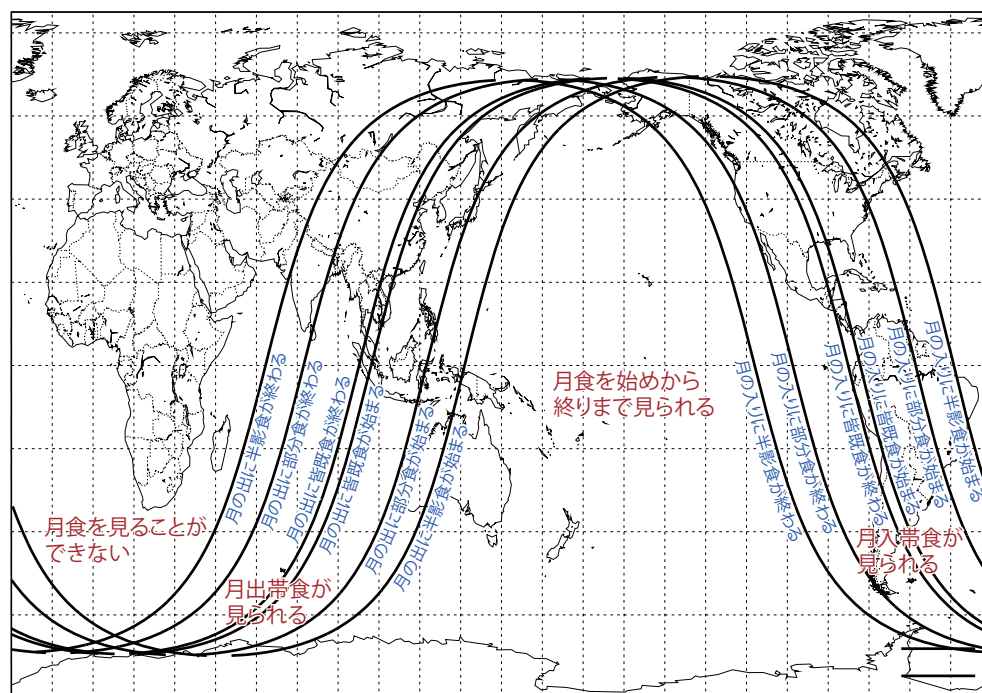 月の出に半影食が終わる
月の出に部分食が終わる
月の出に皆既食が終わる
月の出に皆既食が始まる
月の出に部分食が始まる
月の出に半影食が始まる
月食を始めから
終りまで見られる
月の入りに半影食が終わる
月の入りに部分食が終わる
月の入りに皆既食が終わる
月の入りに皆既食が始まる
月の入りに部分食が始まる
月の入りに半影食が始まる
月食を見ることが
できない
月出帯食が
見られる
月入帯食が
見られる